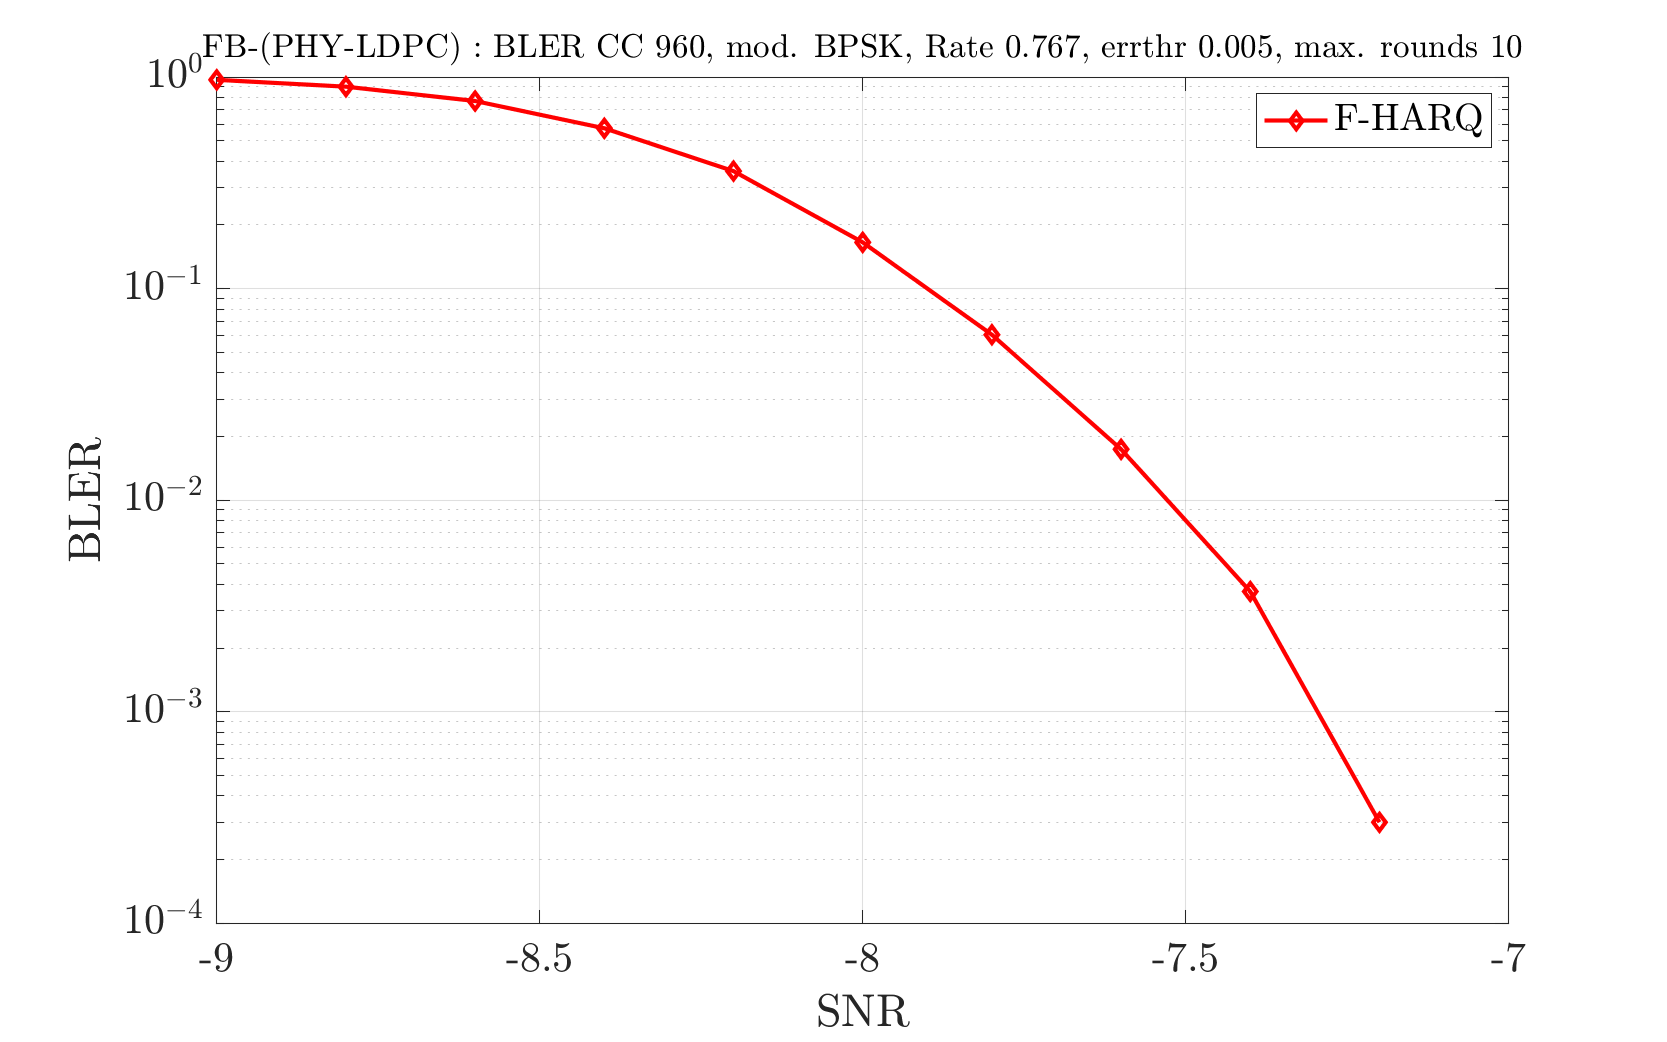 FB-(PHY-LDPC) : BLER CC 960, mod. BPSK, Rate 0.767, errthr 0.005, max. rounds 10
F-HARQ
10^0
10^{-1}
10^{-2}
10^{-3}
10^{-4}
BLER
-9 -8.5 -8 -7.5 -7
SNR